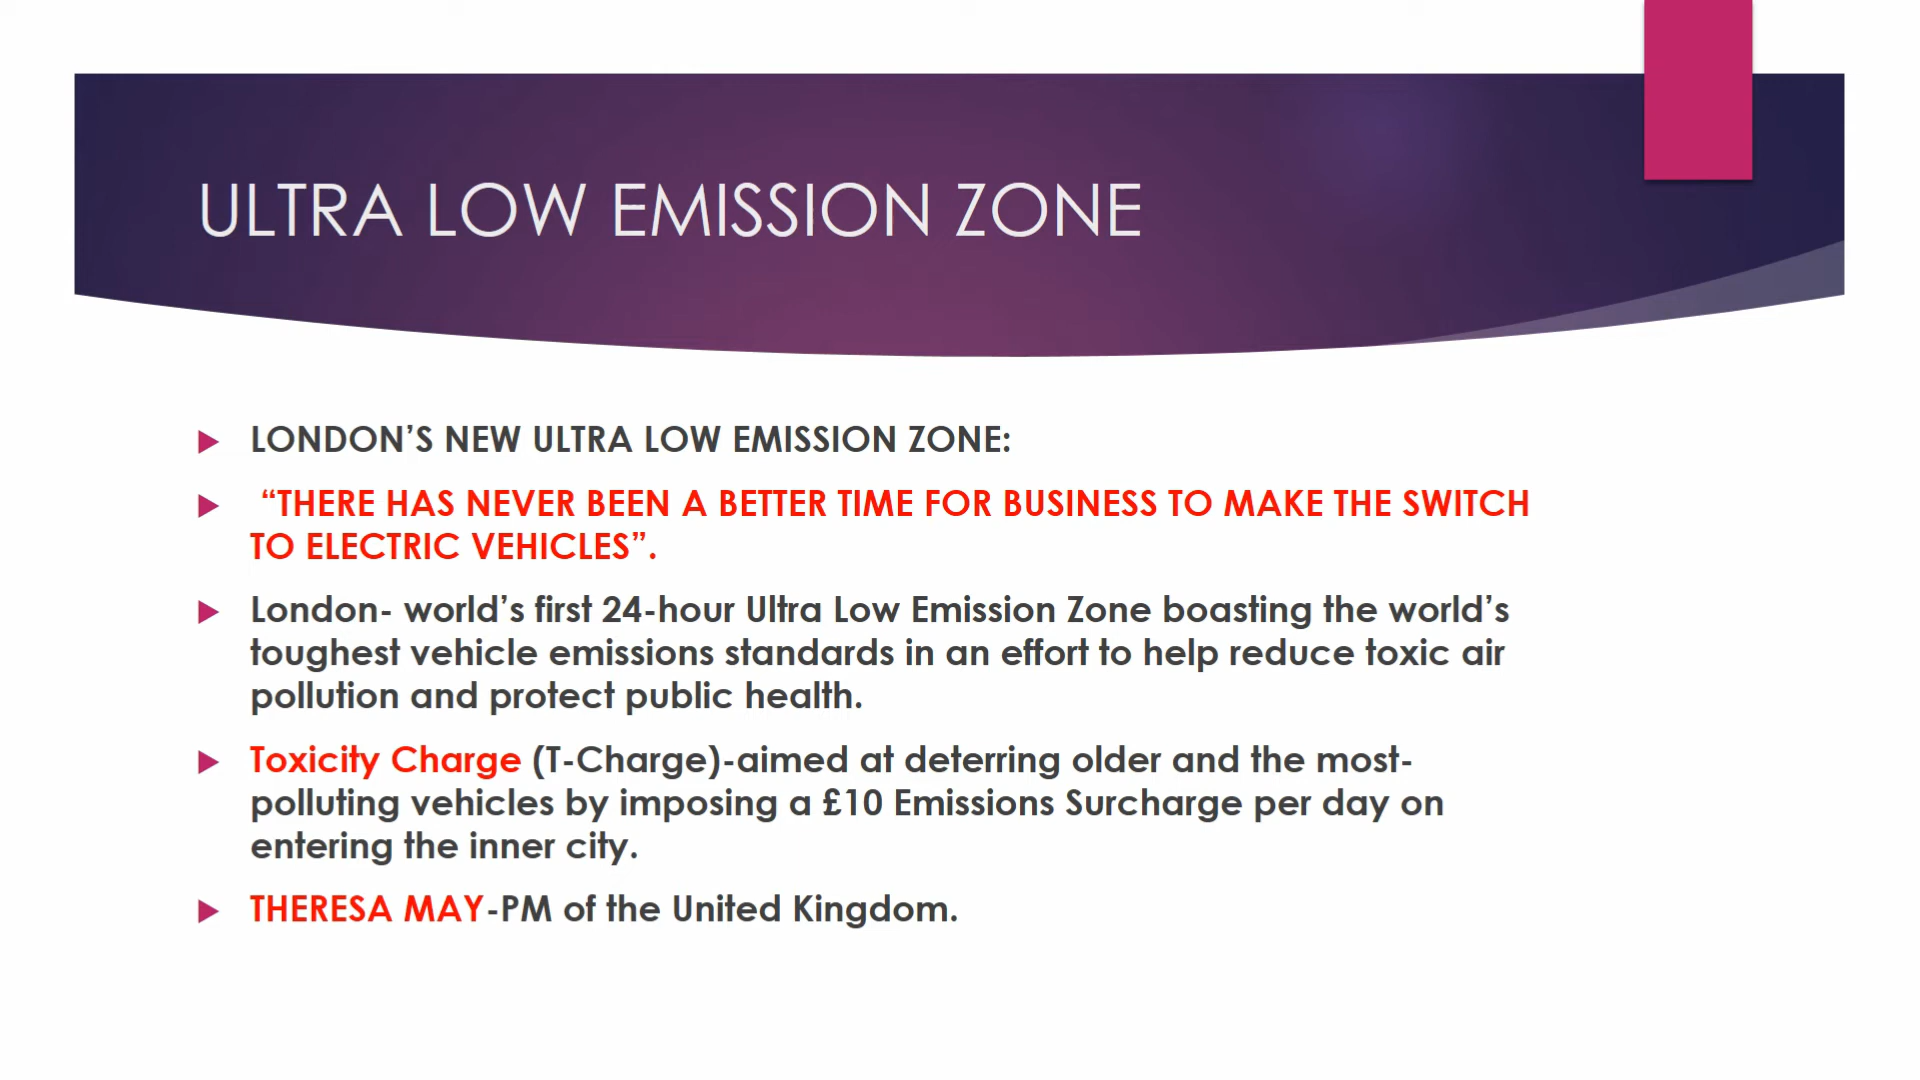 ULTRA LOW EMISSION ZONE
LONDON’S NEW ULTRA LOW EMISSION ZONE:
“THERE HAS NEVER BEEN A BETTER TIME FOR BUSINESS TO MAKE THE SWITCH
TO ELECTRIC VEHICLES”.
London- world’s first 24-hour Ultra Low Emission Zone boasting the world’s
toughest vehicle emissions standards in an effort to help reduce toxic air
pollution and protect public health.
Toxicity Charge (T-Charge)-aimed at deterring older and the most-
polluting vehicles by imposing a £10 Emissions Surcharge per day on
entering the inner city.
THERESA MAY-PM of the United Kingdom.